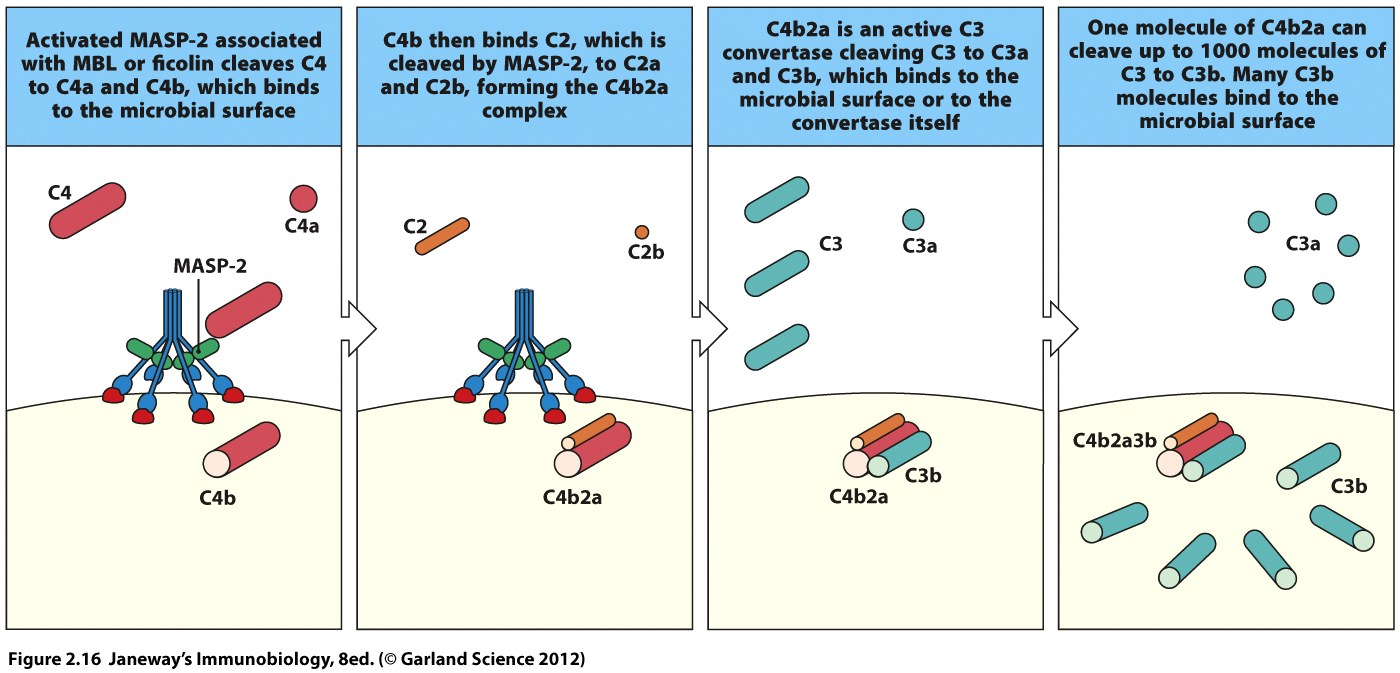 Activated MASP-2 associated
with MBL or ficolin cleaves C4
to C4a and C4b, which binds
to the microbial surface
C4
C4a
MASP-2
C4b
C4b then binds C2, which is
cleaved by MASP-2, to C2a
and C2b, forming the C4b2a
complex
C2
C2b
C4b2a
C4b2a is an active C3
convertase cleaving C3 to C3a
and C3b, which binds to the
microbial surface or to the
convertase itself
C3
C3a
C3b
C4b2a
One molecule of C4b2a can
cleave up to 1000 molecules of
C3 to C3b. Many C3b
molecules bind to the
microbial surface
C3a
C4b2a3b
C3b
Figure 2.16 Janeway’s Immunobiology, 8ed. (© Garland Science 2012)